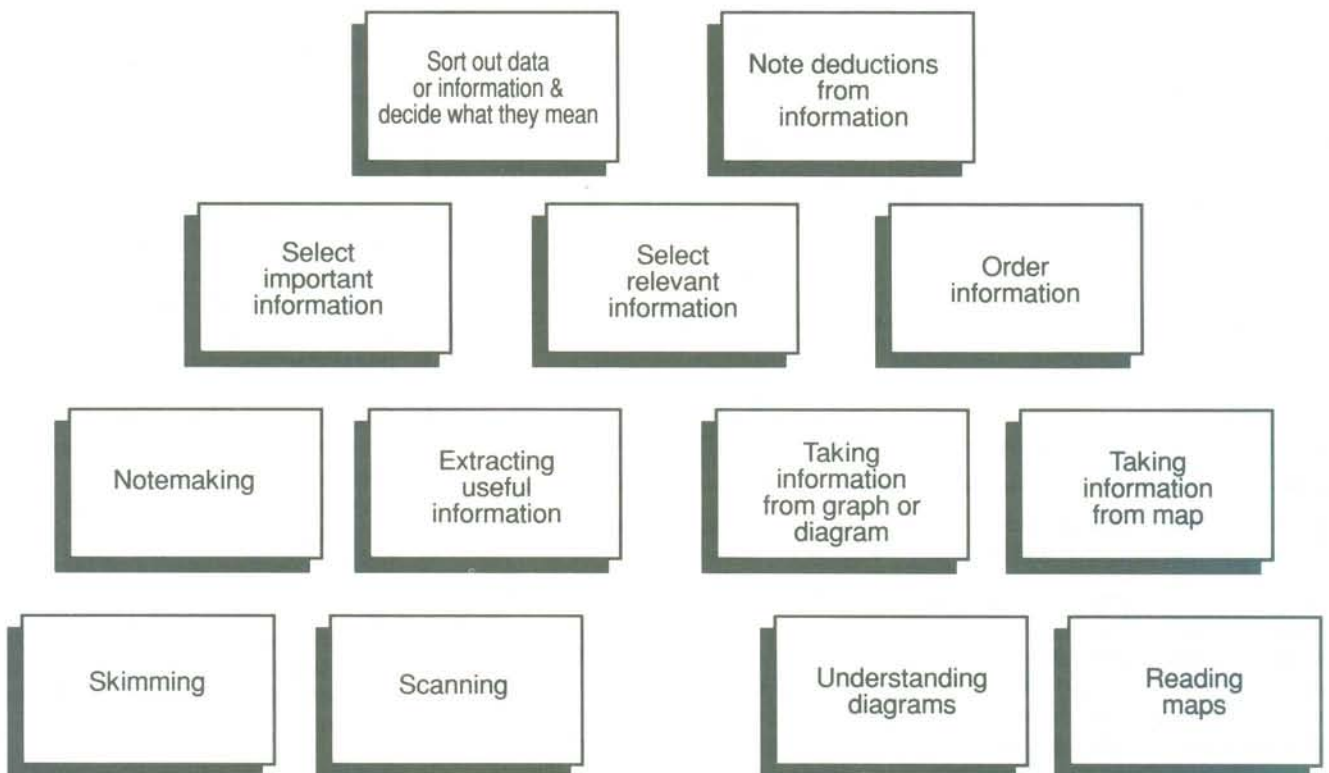 Sort out data
or information &
decide what they mean
Note deductions
from
information
Select
important
information
Select
relevant
information
Order
information
Notemaking
Extracting
useful
information
Taking
information
from graph or
diagram
Taking
information
from map
Skimming
Scanning
Understanding
diagrams
Reading
maps